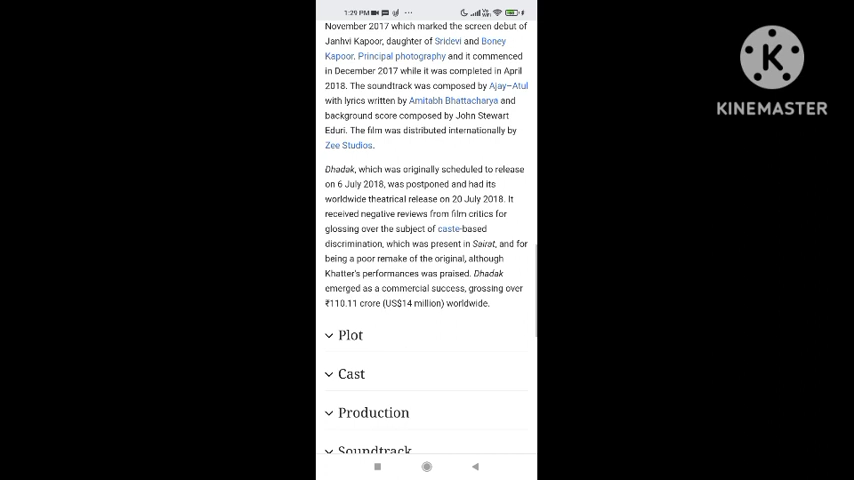 1:29 PM
November 2017 which marked the screen debut of
Janhvi Kapoor, daughter of Sridevi and Boney
Kapoor. Principal photography and it commenced
in December 2017 while it was completed in April
2018. The soundtrack was composed by Ajay–Atul
with lyrics written by Amitabh Bhattacharya and
background score composed by John Stewart
Eduri. The film was distributed internationally by
Zee Studios.
Dhadak, which was originally scheduled to release
on 6 July 2018, was postponed and had its
worldwide theatrical release on 20 July 2018. It
received negative reviews from film critics for
glossing over the subject of caste-based
discrimination, which was present in Sairat, and for
being a poor remake of the original, although
Khatter's performances was praised. Dhadak
emerged as a commercial success, grossing over
₹110.11 crore (US$14 million) worldwide.
Plot
Cast
Production
Soundtrack
K
KINEMASTER